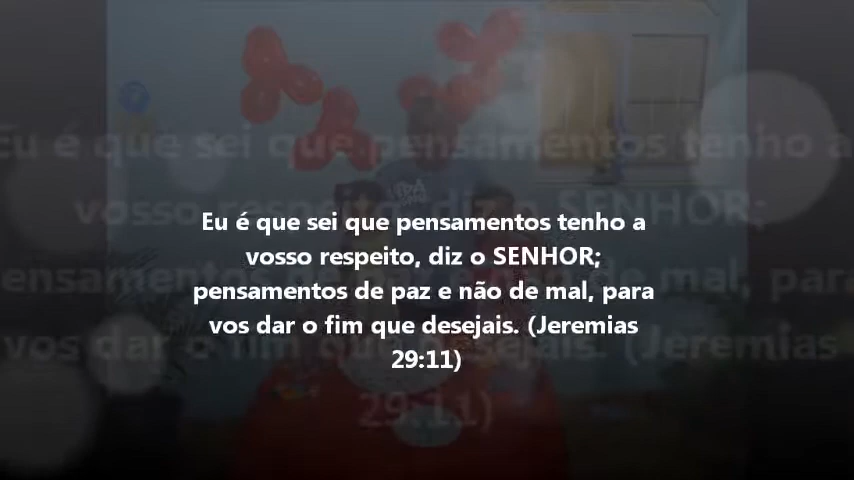 Eu é que sei que pensamentos tenho a
vosso respeito, diz o SENHOR;
pensamentos de paz e não de mal, para
vos dar o fim que desejais. (Jeremias
29:11)